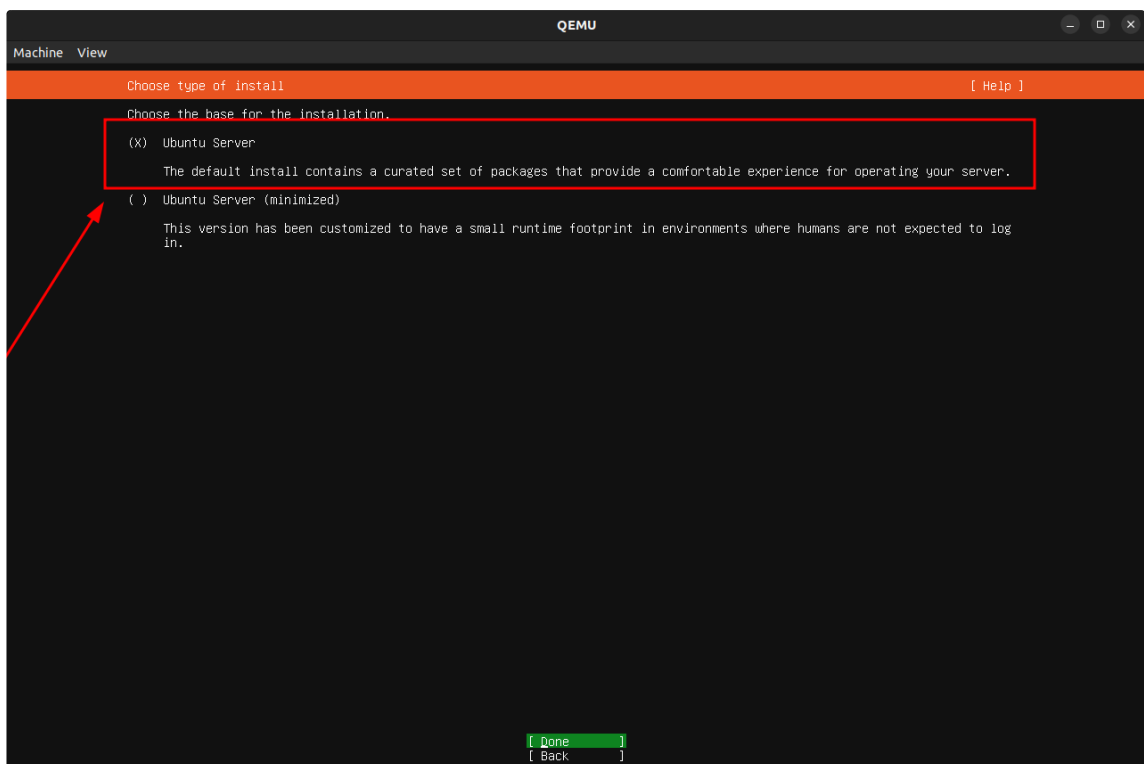 QEMU
Machine View
Choose type of install [ Help ]
Choose the base for the installation.
(X) Ubuntu Server
The default install contains a curated set of packages that provide a comfortable experience for operating your server.
( ) Ubuntu Server (minimized)
This version has been customized to have a small runtime footprint in environments where humans are not expected to log
in.
[ Done ]
[ Back ]